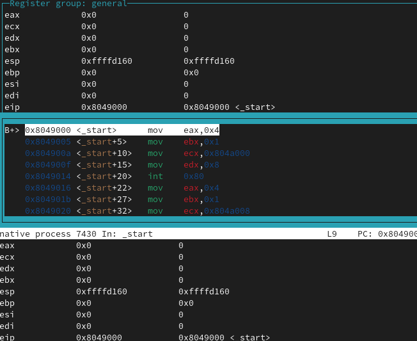 Register group: general
eax 0x0 0
ecx 0x0 0
edx 0x0 0
ebx 0x0 0
esp 0xffffd160 0xffffd160
ebp 0x0 0x0
esi 0x0 0
edi 0x0 0
eip 0x8049000 0x8049000 <_start>
B+> 0x8049000 <_start> mov eax,0x4
0x8049005 <_start+5> mov ebx,0x1
0x804900a <_start+10> mov ecx,0x804a000
0x804900f <_start+15> mov edx,0x8
0x8049014 <_start+20> int 0x80
0x8049016 <_start+22> mov eax,0x4
0x804901b <_start+27> mov ebx,0x1
0x8049020 <_start+32> mov ecx,0x804a008
native process 7430 In: _start L9 PC: 0x804900
eax 0x0 0
ecx 0x0 0
edx 0x0 0
ebx 0x0 0
esp 0xffffd160 0xffffd160
ebp 0x0 0x0
esi 0x0 0
edi 0x0 0
eip 0x8049000 0x8049000 <_start>